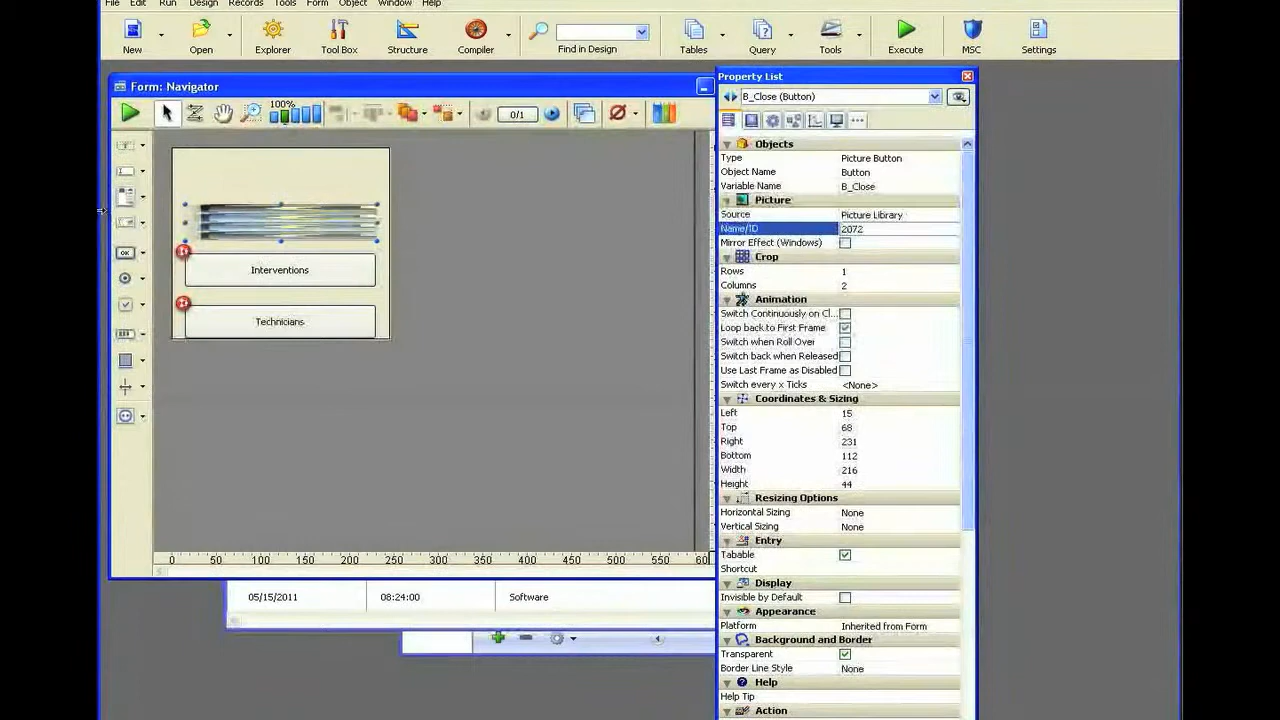 File Edit Run Design Records Tools Form Object Window Help
New Open Explorer Tool Box Structure Compiler Find in Design Tables Query Tools Execute MSC Settings
Form: Navigator
Property List
B_Close (Button)
100%
0/1
Objects
Type Picture Button
Object Name Button
Variable Name B_Close
Picture
Source Picture Library
Name/ID 2072
Mirror Effect (Windows)
Crop
Rows 1
Columns 2
Animation
Switch Continuously on Cl...
Loop back to First Frame
Switch when Roll Over
Switch back when Released
Use Last Frame as Disabled
Switch every x Ticks <None>
Coordinates & Sizing
Left 15
Top 68
Right 231
Bottom 112
Width 216
Height 44
Resizing Options
Horizontal Sizing None
Vertical Sizing None
Entry
Tabable
Shortcut
Display
Invisible by Default
Appearance
Platform Inherited from Form
Background and Border
Transparent
Border Line Style None
Help
Help Tip
Action
Interventions
Technicians
OK
0 50 100 150 200 250 300 350 400 450 500 550 60
05/15/2011 08:24:00 Software